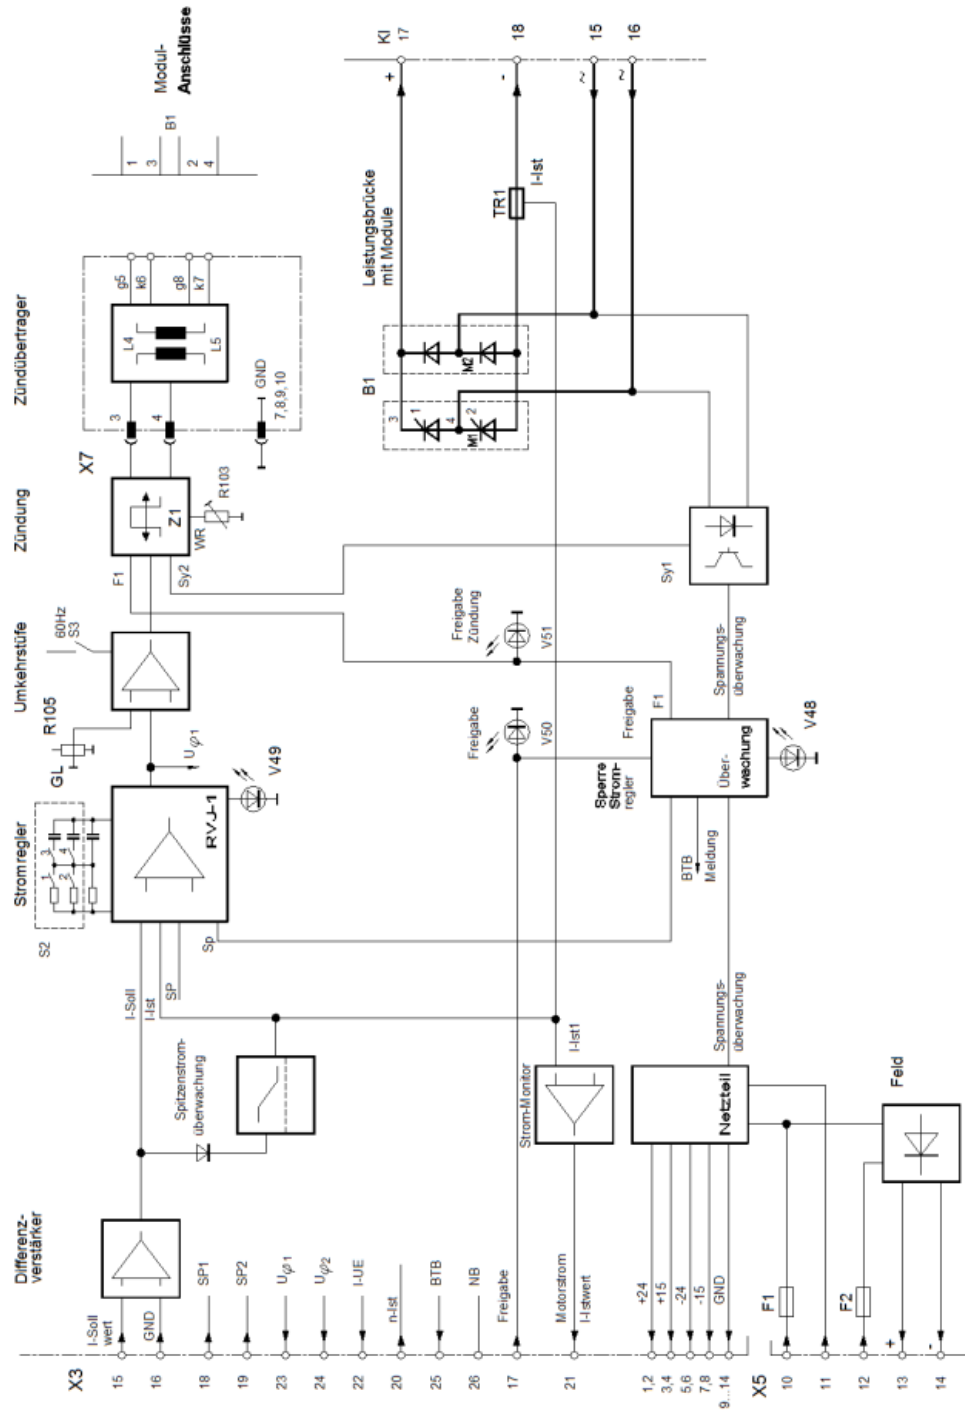 Differenz-
verstärker
Stromregler
Umkehrstüfe
Zündung
Zündübertrager
Modul-
Anschlüsse
X3
15
I-Soll
wert
16
GND
18
SP1
19
SP2
23
Uφ1
24
Uφ2
22
I-UE
20
n-Ist
25
BTB
26
NB
17
Freigabe
21
Motorstrom
I-Istwert
1,2
+24
3,4
+15
5,6
-24
7,8
-15
9...14
GND
X5
10
F1
11
12
F2
13
+
14
-
Feld
Netzteil
Strom-Monitor
I-Ist1
Spitzenstrom-
überwachung
I-Soll
I-Ist
SP
Sp
S2
1
2
3
4
RVJ-1
V49
Uφ1
GL
R105
60Hz
S3
F1
Sy2
Z1
WR
R103
X7
3
4
GND
7,8,9,10
L4
L5
g5
k6
g8
k7
1
3
B1
2
4
Spannungs-
überwachung
BTB
Meldung
Sperre
Strom-
regler
Über-
wachung
V48
Freigabe
F1
Freigabe
V50
Freigabe
Zündung
V51
Spannungs-
überwachung
Sy1
B1
3
1
4
2
M1
M2
Leistungsbrücke
mit Module
TR1
I-Ist
+
-
~
~
Kl
17
18
15
16